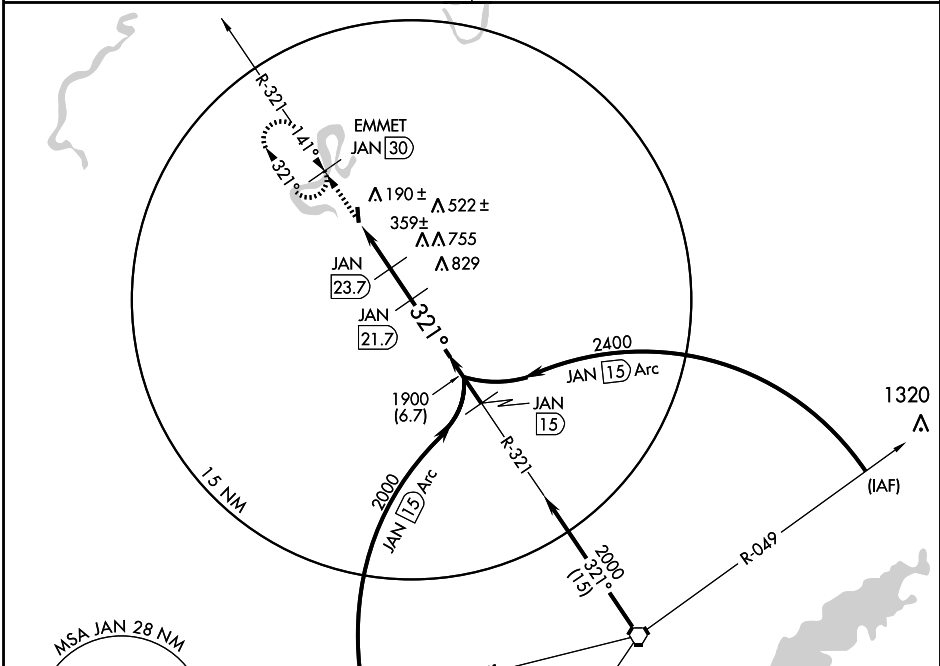 R-321
141°
321°
EMMET
JAN 30
190 ±
522 ±
359±
755
829
JAN
23.7
JAN
21.7
321°
2400
JAN 15 Arc
1900
(6.7)
JAN
15
1320
R-321
2000
JAN 15 Arc
15 NM
(IAF)
R-049
2000
321°
(15)
MSA JAN 28 NM